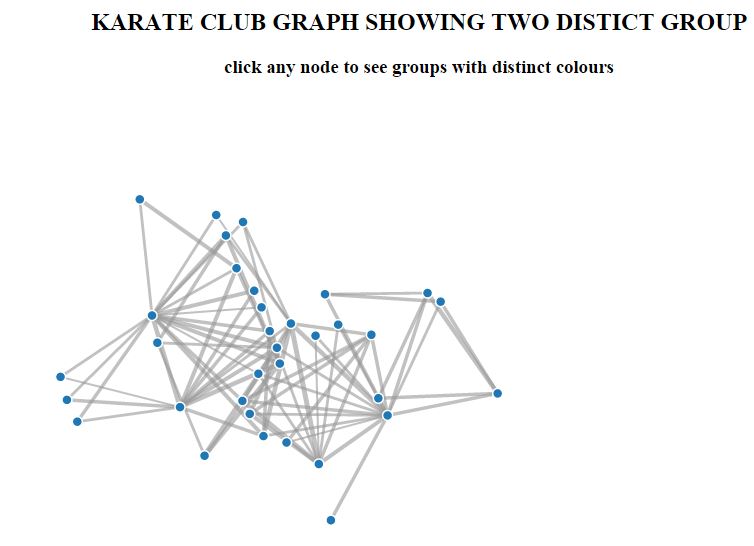 KARATE CLUB GRAPH SHOWING TWO DISTICT GROUP
click any node to see groups with distinct colours